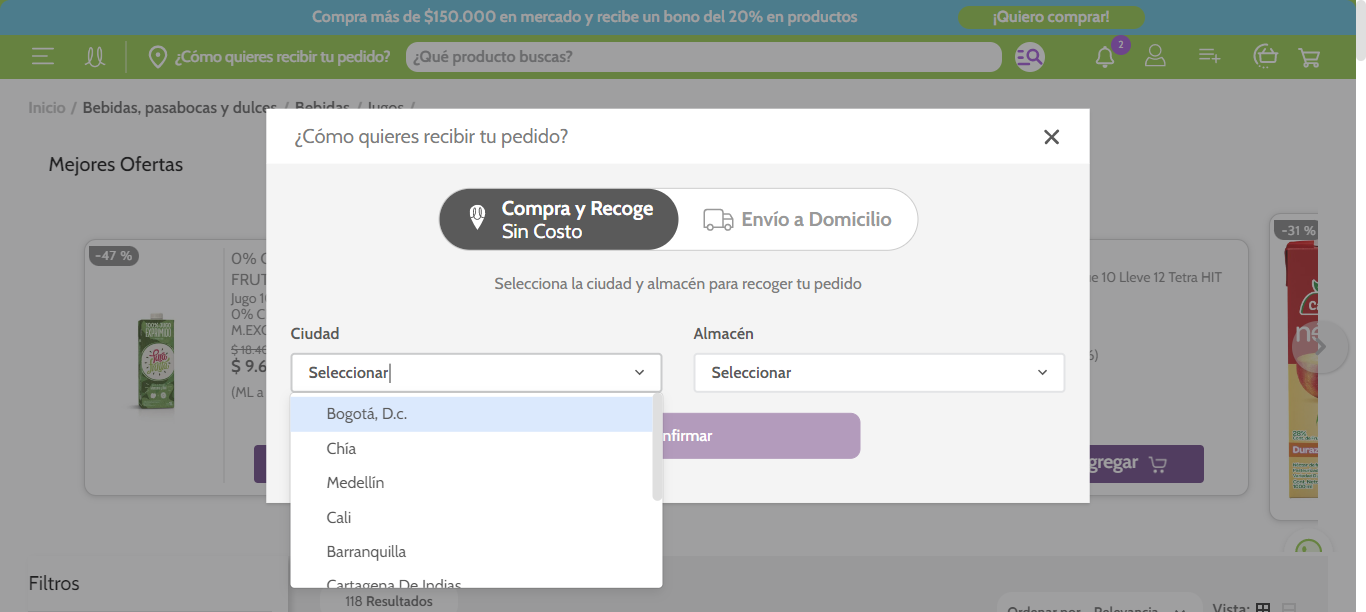 Compra más de $150.000 en mercado y recibe un bono del 20% en productos
¡Quiero comprar!
¿Cómo quieres recibir tu pedido?
¿Qué producto buscas?
2
Inicio / Bebidas, pasabocas y dulces / Bebidas / Jugos /
¿Cómo quieres recibir tu pedido?
Mejores Ofertas
Compra y Recoge
Sin Costo
Envío a Domicilio
Selecciona la ciudad y almacén para recoger tu pedido
Ciudad
Almacén
Seleccionar
Seleccionar
Bogotá, D.c.
Chía
Medellín
Cali
Barranquilla
Cartagena De Indias
nfirmar
-47 %
0% C
FRUT
Jugo 1
0% C
M.EXC
$ 18.40
$ 9.6
(ML a
e 10 Lleve 12 Tetra HIT
gregar
-31 %
Filtros
118 Resultados
Ordenar por Relevancia
Vista: